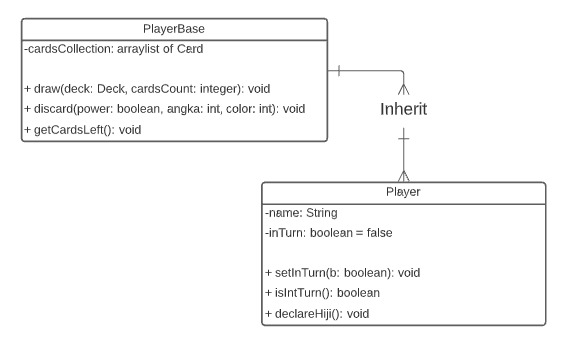 PlayerBase
-cardsCollection: arraylist of Card
+ draw(deck: Deck, cardsCount: integer): void
+ discard(power: boolean, angka: int, color: int): void
+ getCardsLeft(): void
Inherit
Player
-name: String
-inTurn: boolean = false
+ setInTurn(b: boolean): void
+ isIntTurn(): boolean
+ declareHiji(): void